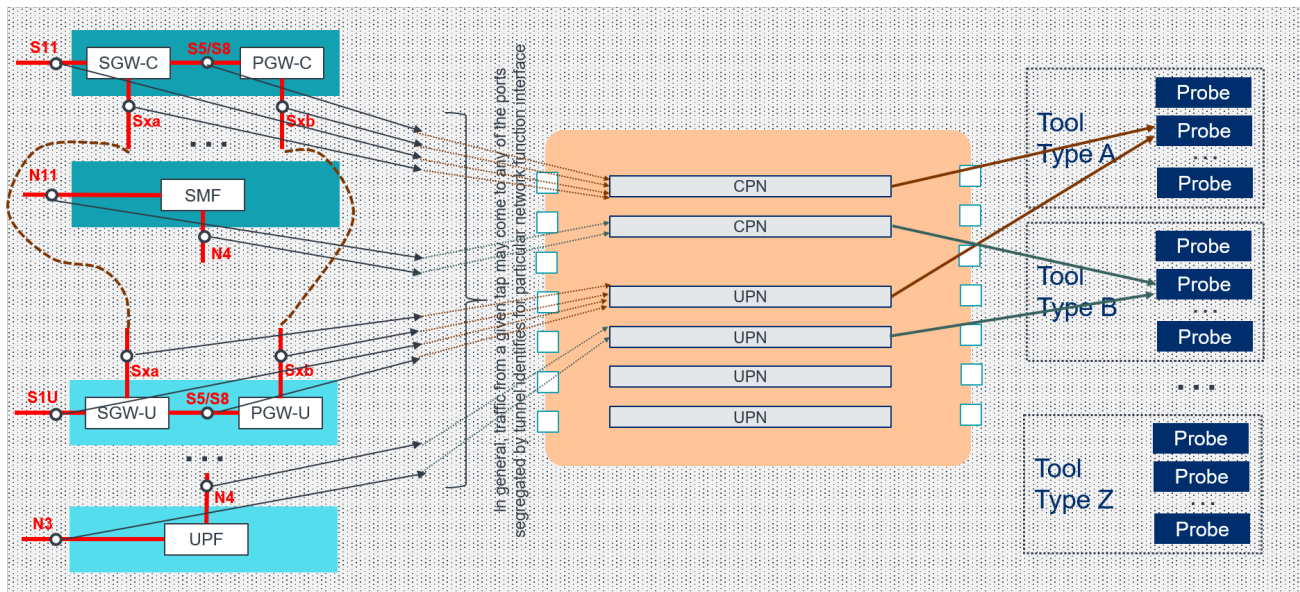 S11
SGW-C
S5/S8
PGW-C
Sxa
Sxb
...
N11
SMF
N4
Sxa
Sxb
S1U
SGW-U
S5/S8
PGW-U
...
N4
N3
UPF
In general, traffic from a given tap may come to any of the ports
segregated by tunnel identifies for particular network function interface
CPN
CPN
UPN
UPN
UPN
UPN
Tool
Type A
Probe
Probe
...
Probe
Tool
Type B
Probe
Probe
...
Probe
...
Tool
Type Z
Probe
Probe
...
Probe